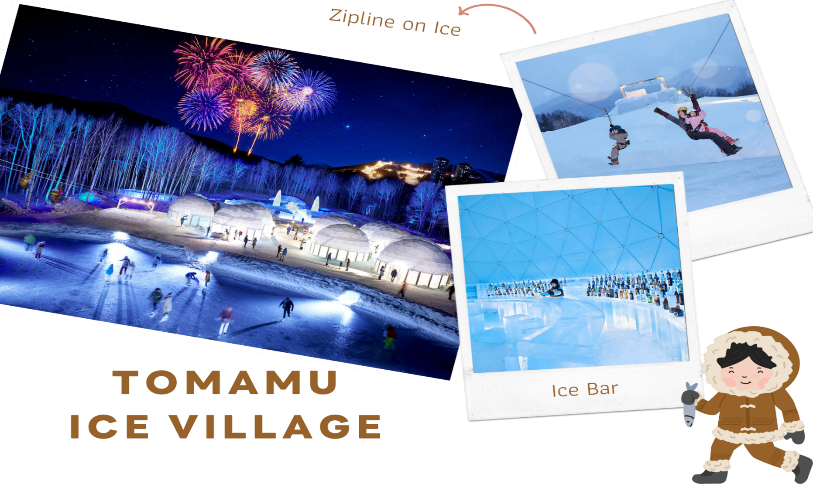 Zipline on Ice
Ice Bar
TOMAMU
ICE VILLAGE